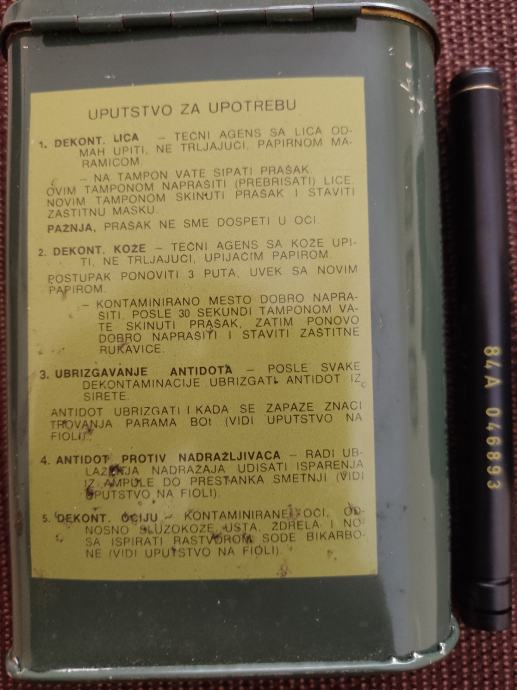 UPUTSTVO ZA UPOTREBU
1. DEKONT. LICA – TEČNI AGENS SA LICA OD-
MAH UPITI, NE TRLJAJUĆI, PAPIRNOM MA-
RAMICOM.
– NA TAMPON VATE SIPATI PRAŠAK.
OVIM TAMPONOM NAPRAŠITI (PREBRISATI) LICE.
NOVIM TAMPONOM SKINUTI PRAŠAK I STAVITI
ZAŠTITNU MASKU.
PAŽNJA, PRAŠAK NE SME DOSPETI U OČI.
2. DEKONT. KOŽE – TEČNI AGENS SA KOŽE UPI-
TI, NE TRLJAJUĆI, UPIJAĆIM PAPIROM.
POSTUPAK PONOVITI 3 PUTA, UVEK SA NOVIM
PAPIROM.
– KONTAMINIRANO MESTO DOBRO NAPRA-
ŠITI. POSLE 30 SEKUNDI TAMPONOM VA-
TE SKINUTI PRAŠAK, ZATIM PONOVO
DOBRO NAPRAŠITI I STAVITI ZAŠTITNE
RUKAVICE.
3. UBRIZGAVANJE ANTIDOTA – POSLE SVAKE
DEKONTAMINACIJE UBRIZGATI ANTIDOT IZ
ŠIRETE.
ANTIDOT UBRIZGATI I KADA SE ZAPAZE ZNACI
TROVANJA PARAMA BOt (VIDI UPUTSTVO NA
FIOLI).
4. ANTIDOT PROTIV NADRAŽLJIVACA – RADI UB-
LAŽENJA NADRAŽAJA UDISATI ISPARENJA
IZ AMPULE DO PRESTANKA SMETNJI (VIDI
UPUTSTVO NA FIOLI).
5. DEKONT. OČIJU – KONTAMINIRANE OČI, OD-
NOSNO SLUZOKOŽE USTA, ŽDRELA I NO-
SA ISPIRATI RASTVOROM SODE BIKARBO-
NE (VIDI UPUTSTVO NA FIOLI).
84A 046893